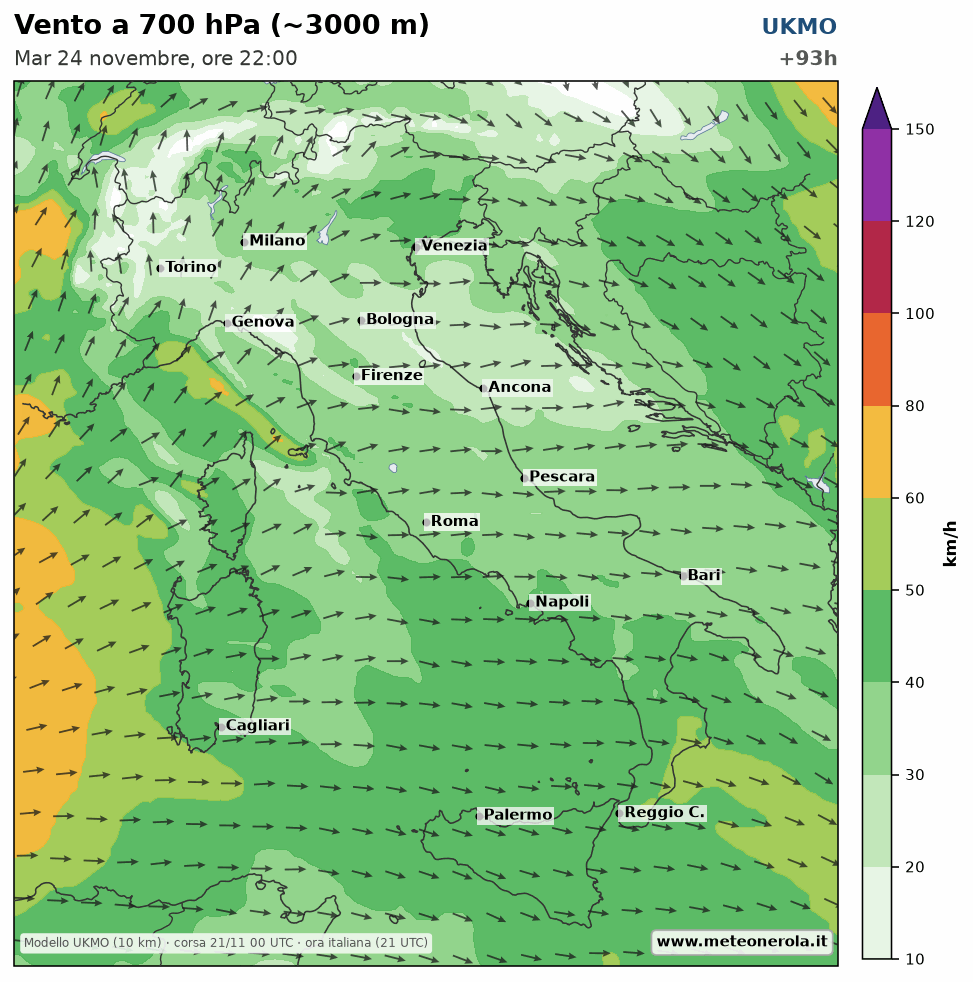 Vento a 700 hPa (~3000 m)
UKMO
Mar 24 novembre, ore 22:00
+93h
150
120
100
80
60
50
40
30
20
10
km/h
Milano
Venezia
Torino
Genova
Bologna
Firenze
Ancona
Pescara
Roma
Bari
Napoli
Cagliari
Palermo
Reggio C.
Modello UKMO (10 km) · corsa 21/11 00 UTC · ora italiana (21 UTC)
www.meteonerola.it